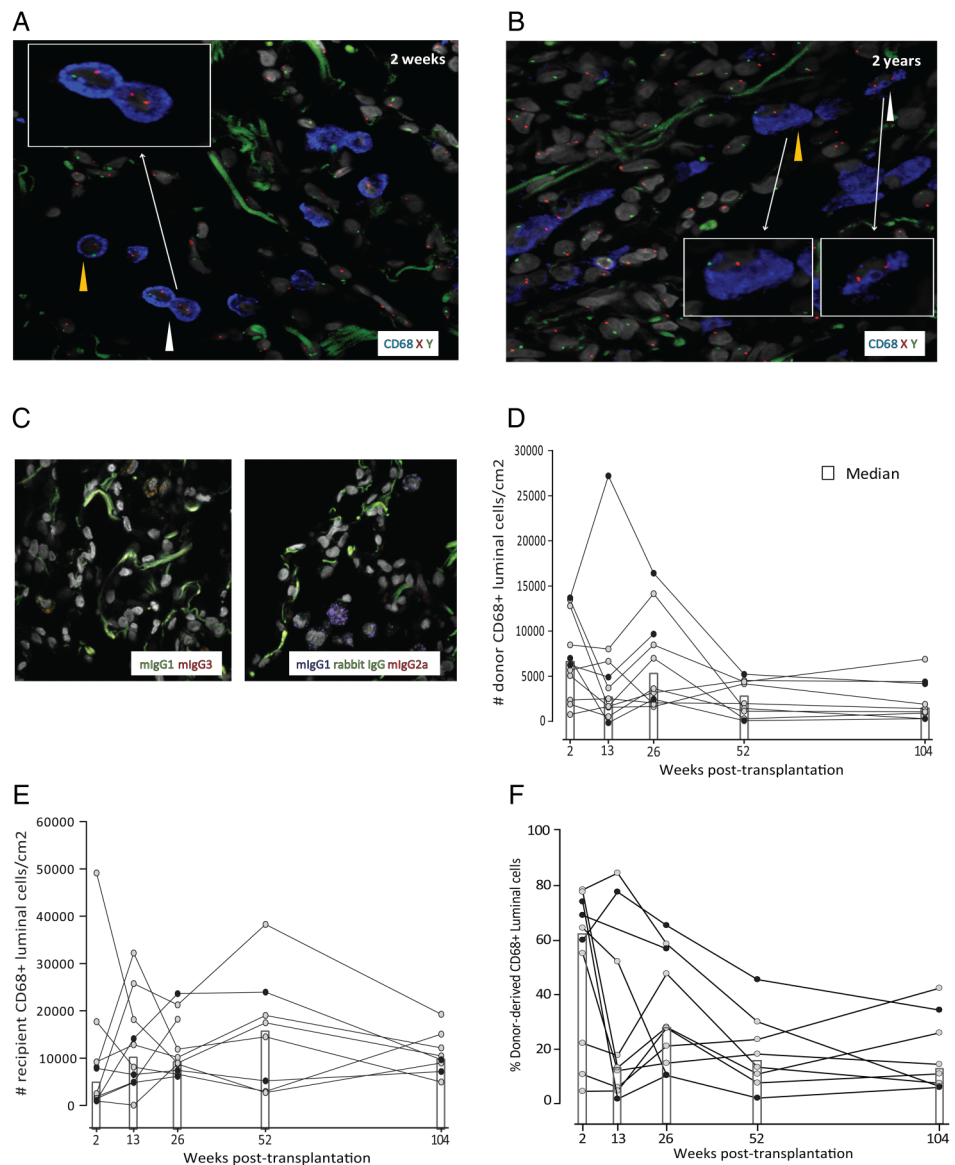 A
2 weeks
CD68 X Y
B
2 years
CD68 X Y
C
mIgG1 mIgG3
mIgG1 rabbit IgG mIgG2a
D
# donor CD68+ luminal cells/cm2
30000
25000
20000
15000
10000
5000
0
Median
2 13 26 52 104
Weeks post-transplantation
E
# recipient CD68+ luminal cells/cm2
60000
50000
40000
30000
20000
10000
0
2 13 26 52 104
Weeks post-transplantation
F
% Donor-derived CD68+ Luminal cells
100
80
60
40
20
0
2 13 26 52 104
Weeks post-transplantation